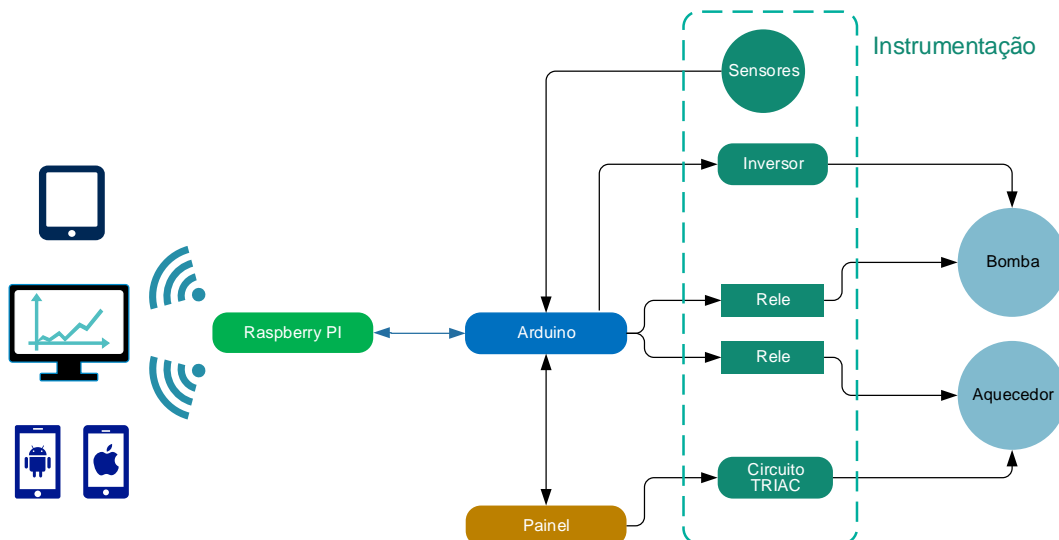 Instrumentação
Sensores
Inversor
Bomba
Rele
Raspberry PI
Arduino
Rele
Aquecedor
Circuito
TRIAC
Painel